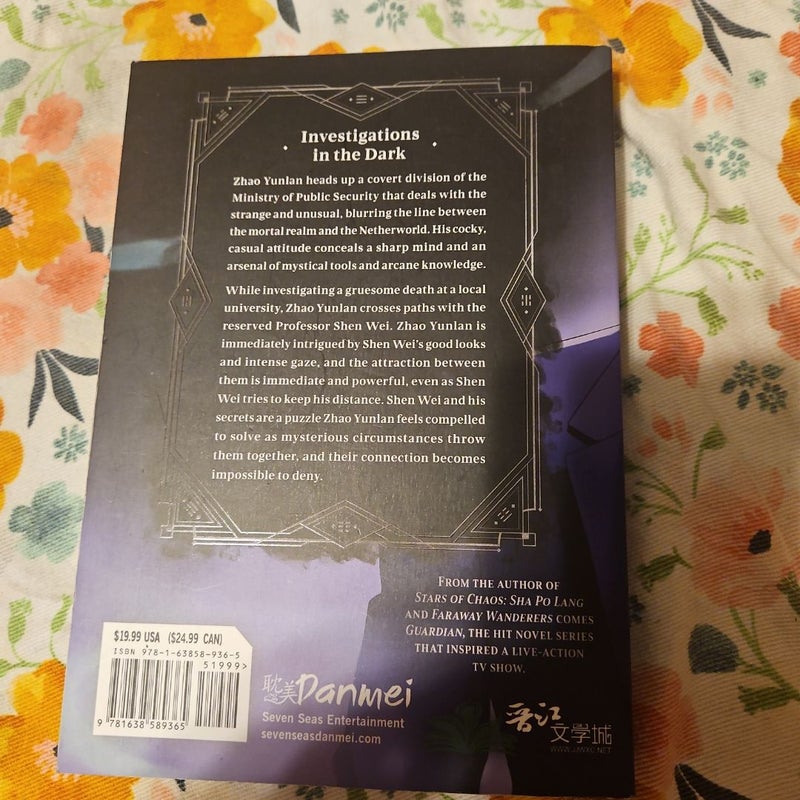 Investigations
in the Dark
Zhao Yunlan heads up a covert division of the
Ministry of Public Security that deals with the
strange and unusual, blurring the line between
the mortal realm and the Netherworld. His cocky,
casual attitude conceals a sharp mind and an
arsenal of mystical tools and arcane knowledge.
While investigating a gruesome death at a local
university, Zhao Yunlan crosses paths with the
reserved Professor Shen Wei. Zhao Yunlan is
immediately intrigued by Shen Wei's good looks
and intense gaze, and the attraction between
them is immediate and powerful, even as Shen
Wei tries to keep his distance. Shen Wei and his
secrets are a puzzle Zhao Yunlan feels compelled
to solve as mysterious circumstances throw
them together, and their connection becomes
impossible to deny.
FROM THE AUTHOR OF
STARS OF CHAOS: SHA PO LANG
AND FARAWAY WANDERERS COMES
GUARDIAN, THE HIT NOVEL SERIES
THAT INSPIRED A LIVE-ACTION
TV SHOW.
$19.99 USA ($24.99 CAN)
ISBN 978-1-63858-936-5
51999>
9 781638 589365
耽美 Danmei
Seven Seas Entertainment
sevenseasdanmei.com
晋江文學城
WWW.JJWXC.NET